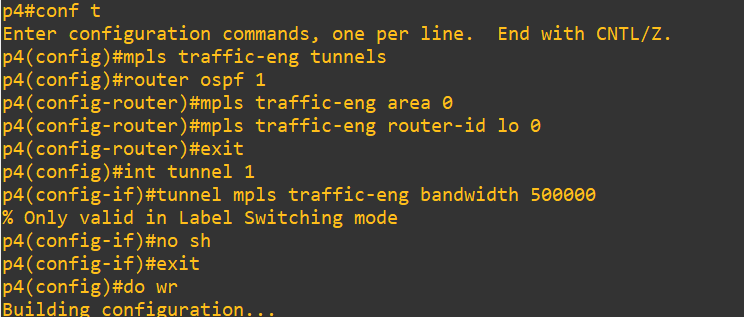 p4#conf t
Enter configuration commands, one per line.  End with CNTL/Z.
p4(config)#mpls traffic-eng tunnels
p4(config)#router ospf 1
p4(config-router)#mpls traffic-eng area 0
p4(config-router)#mpls traffic-eng router-id lo 0
p4(config-router)#exit
p4(config)#int tunnel 1
p4(config-if)#tunnel mpls traffic-eng bandwidth 500000
% Only valid in Label Switching mode
p4(config-if)#no sh
p4(config-if)#exit
p4(config)#do wr
Building configuration...